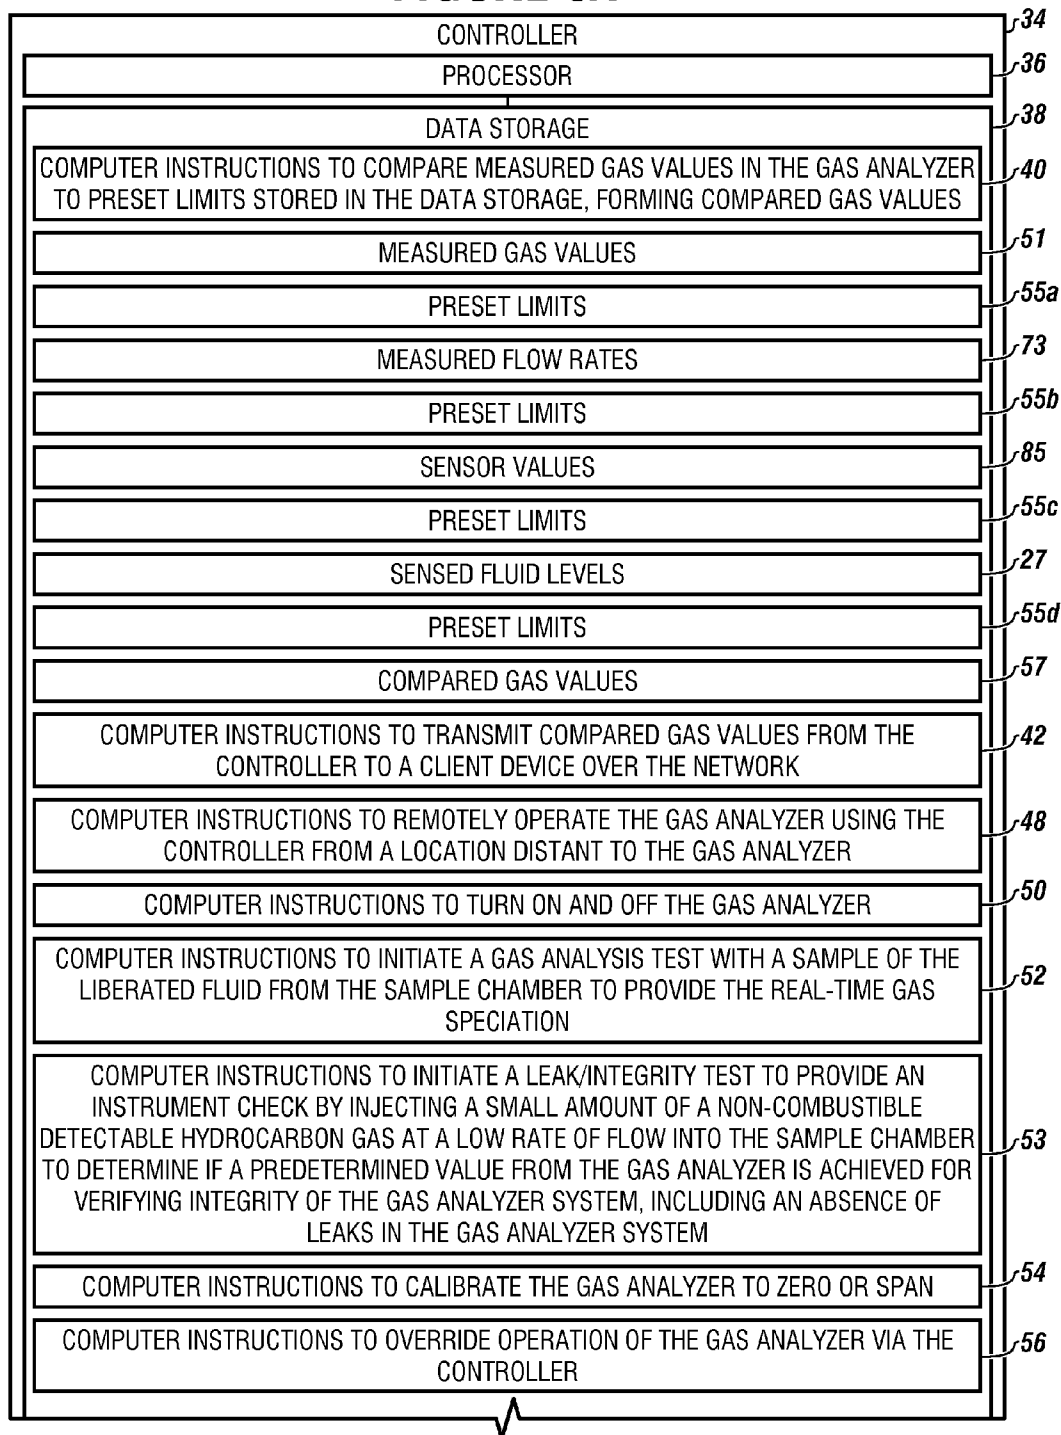 CONTROLLER
34
PROCESSOR
36
DATA STORAGE
38
COMPUTER INSTRUCTIONS TO COMPARE MEASURED GAS VALUES IN THE GAS ANALYZER
TO PRESET LIMITS STORED IN THE DATA STORAGE, FORMING COMPARED GAS VALUES
40
MEASURED GAS VALUES
51
PRESET LIMITS
55a
MEASURED FLOW RATES
73
PRESET LIMITS
55b
SENSOR VALUES
85
PRESET LIMITS
55c
SENSED FLUID LEVELS
27
PRESET LIMITS
55d
COMPARED GAS VALUES
57
COMPUTER INSTRUCTIONS TO TRANSMIT COMPARED GAS VALUES FROM THE
CONTROLLER TO A CLIENT DEVICE OVER THE NETWORK
42
COMPUTER INSTRUCTIONS TO REMOTELY OPERATE THE GAS ANALYZER USING THE
CONTROLLER FROM A LOCATION DISTANT TO THE GAS ANALYZER
48
COMPUTER INSTRUCTIONS TO TURN ON AND OFF THE GAS ANALYZER
50
COMPUTER INSTRUCTIONS TO INITIATE A GAS ANALYSIS TEST WITH A SAMPLE OF THE
LIBERATED FLUID FROM THE SAMPLE CHAMBER TO PROVIDE THE REAL-TIME GAS
SPECIATION
52
COMPUTER INSTRUCTIONS TO INITIATE A LEAK/INTEGRITY TEST TO PROVIDE AN
INSTRUMENT CHECK BY INJECTING A SMALL AMOUNT OF A NON-COMBUSTIBLE
DETECTABLE HYDROCARBON GAS AT A LOW RATE OF FLOW INTO THE SAMPLE CHAMBER
TO DETERMINE IF A PREDETERMINED VALUE FROM THE GAS ANALYZER IS ACHIEVED FOR
VERIFYING INTEGRITY OF THE GAS ANALYZER SYSTEM, INCLUDING AN ABSENCE OF
LEAKS IN THE GAS ANALYZER SYSTEM
53
COMPUTER INSTRUCTIONS TO CALIBRATE THE GAS ANALYZER TO ZERO OR SPAN
54
COMPUTER INSTRUCTIONS TO OVERRIDE OPERATION OF THE GAS ANALYZER VIA THE
CONTROLLER
56